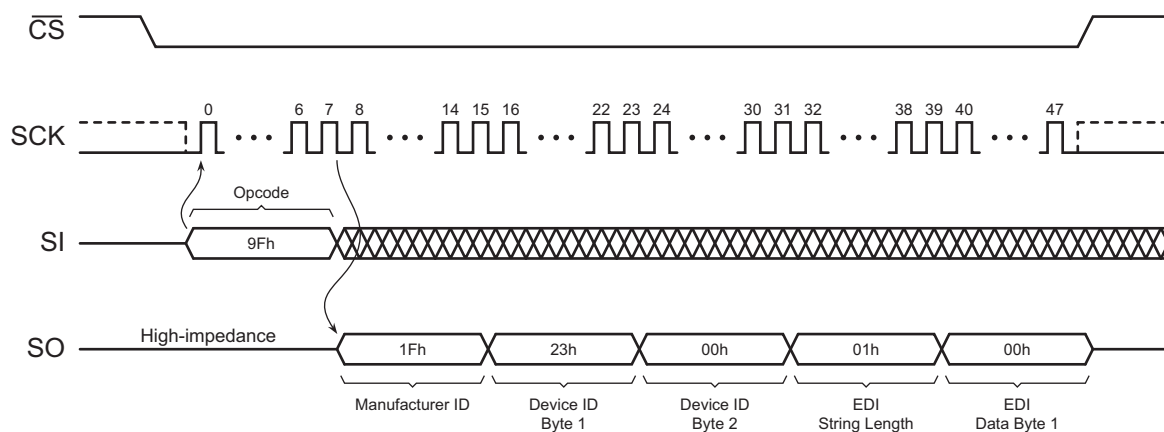 CS
0 6 7 8 14 15 16 22 23 24 30 31 32 38 39 40 47
SCK
Opcode
SI
9Fh
High-impedance
SO
1Fh 23h 00h 01h 00h
Manufacturer ID Device ID Device ID EDI EDI
Byte 1 Byte 2 String Length Data Byte 1